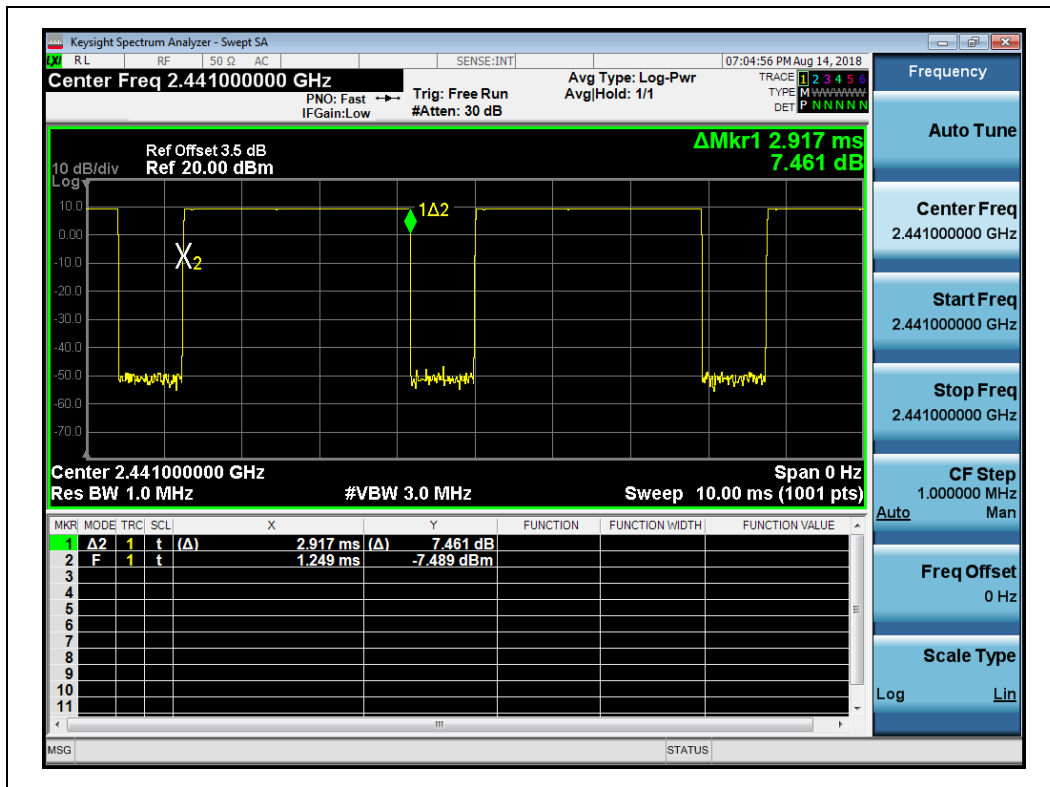 Keysight Spectrum Analyzer - Swept SA
LXI RL RF 50 Ω AC SENSE:INT 07:04:56 PM Aug 14, 2018
Center Freq 2.441000000 GHz
PNO: Fast
IFGain:Low
Trig: Free Run
#Atten: 30 dB
Avg Type: Log-Pwr
Avg|Hold: 1/1
TRACE 1 2 3 4 5 6
TYPE M WWWWW
DET P N N N N N
ΔMkr1 2.917 ms
7.461 dB
Ref Offset 3.5 dB
10 dB/div Ref 20.00 dBm
Log
10.0
0.00
-10.0
-20.0
-30.0
-40.0
-50.0
-60.0
-70.0
1Δ2
X2
Center 2.441000000 GHz Span 0 Hz
Res BW 1.0 MHz #VBW 3.0 MHz Sweep 10.00 ms (1001 pts)
MKR MODE TRC SCL X Y FUNCTION FUNCTION WIDTH FUNCTION VALUE
1 Δ2 1 t (Δ) 2.917 ms (Δ) 7.461 dB
2 F 1 t 1.249 ms -7.489 dBm
3
4
5
6
7
8
9
10
11
MSG STATUS
Frequency
Auto Tune
Center Freq
2.441000000 GHz
Start Freq
2.441000000 GHz
Stop Freq
2.441000000 GHz
CF Step
1.000000 MHz
Auto Man
Freq Offset
0 Hz
Scale Type
Log Lin